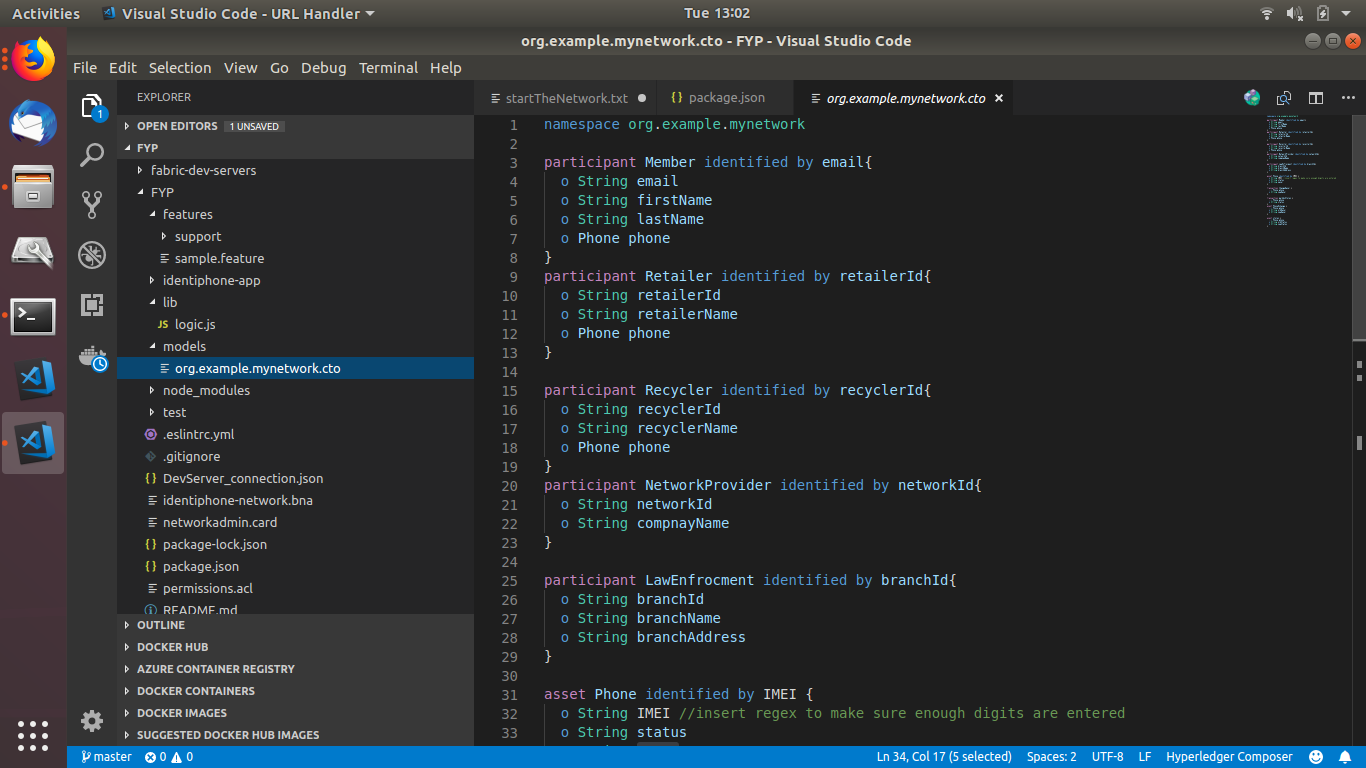 Activities
Visual Studio Code - URL Handler
Tue 13:02
org.example.mynetwork.cto - FYP - Visual Studio Code
File Edit Selection View Go Debug Terminal Help
EXPLORER
OPEN EDITORS 1 UNSAVED
FYP
fabric-dev-servers
FYP
features
support
sample.feature
identiphone-app
lib
JS logic.js
models
org.example.mynetwork.cto
node_modules
test
.eslintrc.yml
.gitignore
{} DevServer_connection.json
identiphone-network.bna
networkadmin.card
{} package-lock.json
{} package.json
permissions.acl
README.md
OUTLINE
DOCKER HUB
AZURE CONTAINER REGISTRY
DOCKER CONTAINERS
DOCKER IMAGES
SUGGESTED DOCKER HUB IMAGES
1
startTheNetwork.txt
{} package.json
org.example.mynetwork.cto
1 namespace org.example.mynetwork
2
3 participant Member identified by email{
4 o String email
5 o String firstName
6 o String lastName
7 o Phone phone
8 }
9 participant Retailer identified by retailerId{
10 o String retailerId
11 o String retailerName
12 o Phone phone
13 }
14
15 participant Recycler identified by recyclerId{
16 o String recyclerId
17 o String recyclerName
18 o Phone phone
19 }
20 participant NetworkProvider identified by networkId{
21 o String networkId
22 o String compnayName
23 }
24
25 participant LawEnfrocment identified by branchId{
26 o String branchId
27 o String branchName
28 o String branchAddress
29 }
30
31 asset Phone identified by IMEI {
32 o String IMEI //insert regex to make sure enough digits are entered
33 o String status
master
0 0
Ln 34, Col 17 (5 selected)
Spaces: 2
UTF-8
LF
Hyperledger Composer